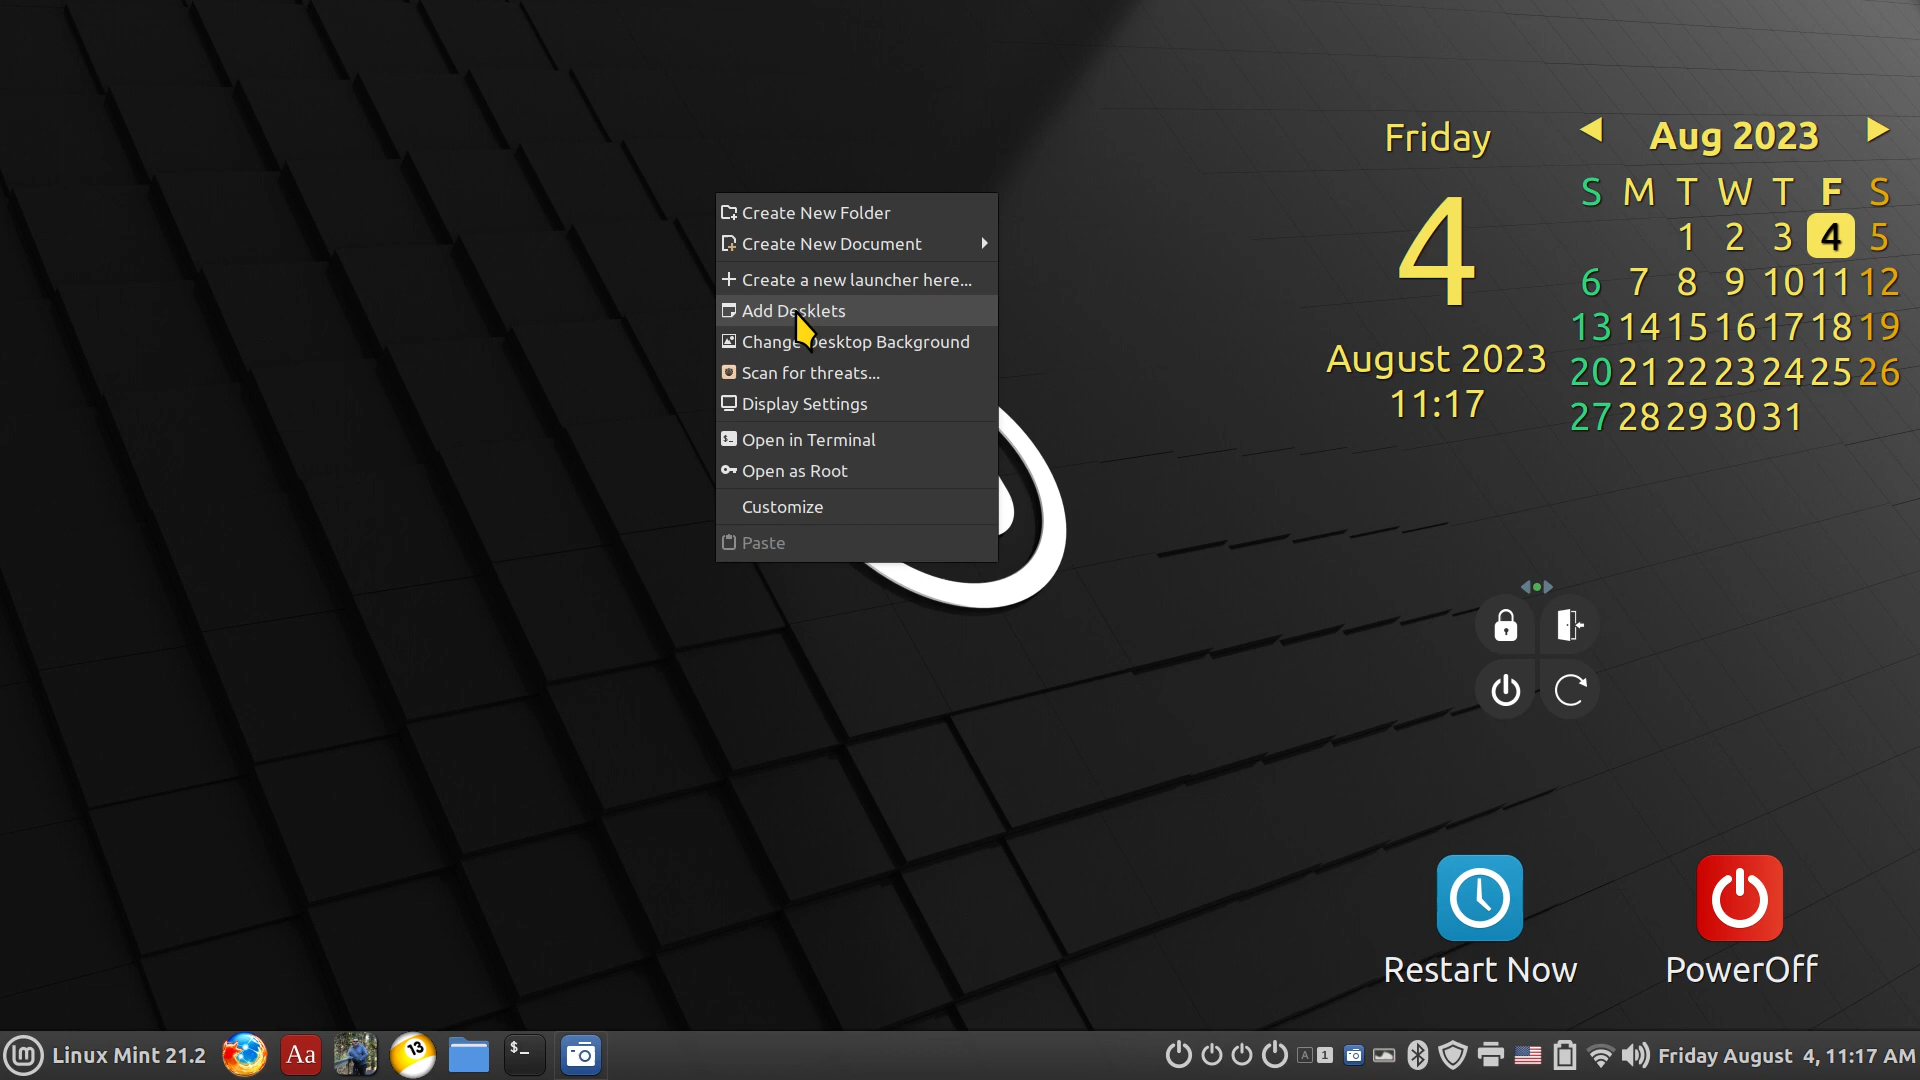 Create New Folder
Create New Document
Create a new launcher here...
Add Desklets
Change Desktop Background
Scan for threats...
Display Settings
Open in Terminal
Open as Root
Customize
Paste
Friday
4
August 2023
11:17
Aug 2023
S M T W T F S
1 2 3 4 5
6 7 8 9 10 11 12
13 14 15 16 17 18 19
20 21 22 23 24 25 26
27 28 29 30 31
Restart Now
PowerOff
Linux Mint 21.2
Aa
13
$_
A
1
Friday August 4, 11:17 AM